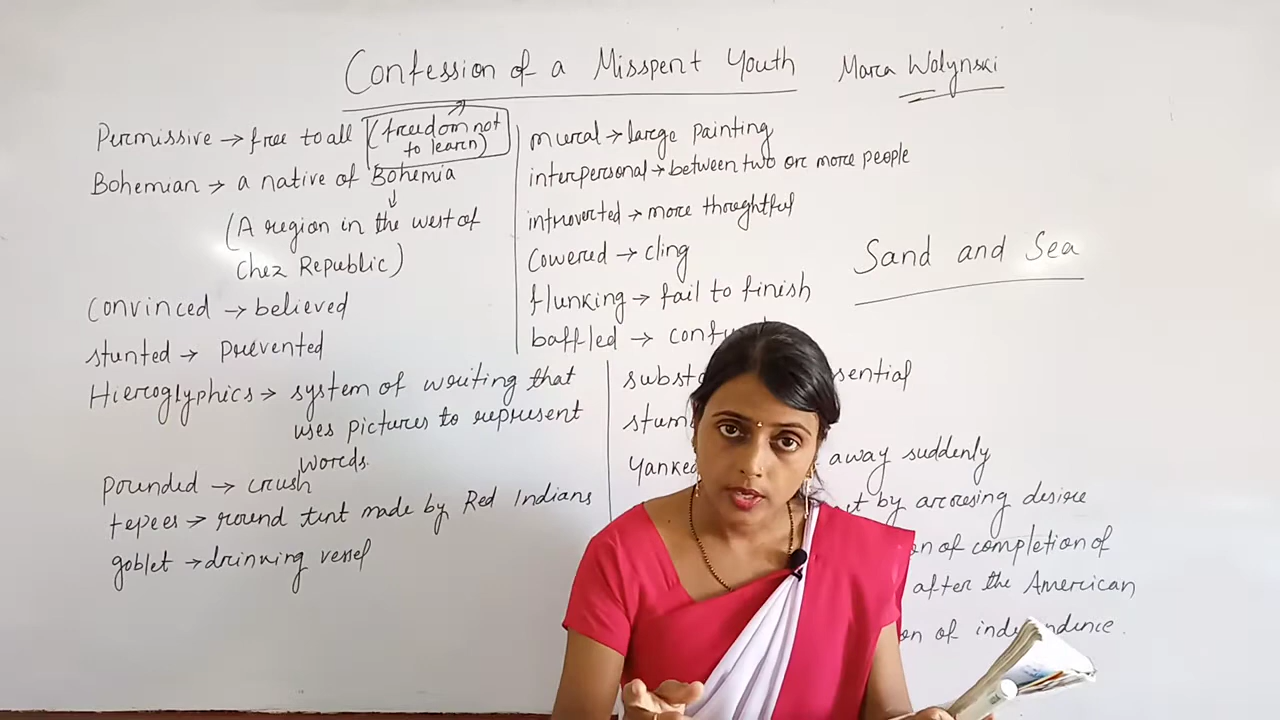 Confession of a Misspent Youth
Mara Wolynski
Permissive → free to all (freedom not
to learn)
Bohemian → a native of Bohemia
(A region in the west of
Chez Republic)
Convinced → believed
stunted → prevented
Hieroglyphics → system of writing that
uses pictures to represent
words.
pounded → crush
tepees → round tent made by Red Indians
goblet → drinking vessel
mural → large painting
interpersonal → between two or more people
introverted → more thoughtful
Cowered → cling
flunking → fail to finish
baffled →
Sand and Sea
away suddenly
by arousing desire
of completion of
after the American
of independence.